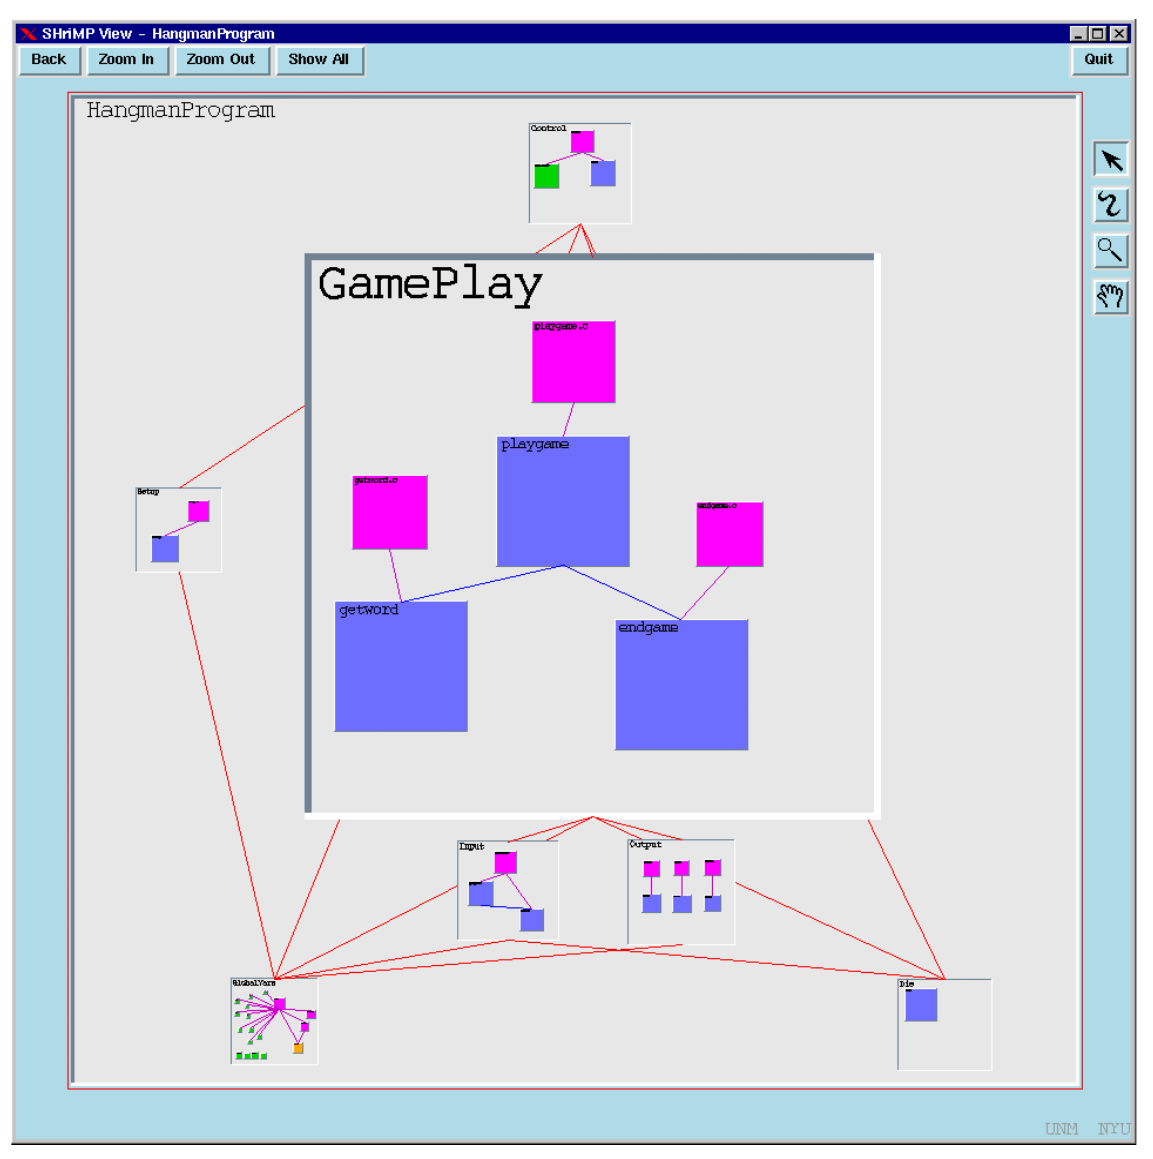 SHriMP View - HangmanProgram
Back
Zoom In
Zoom Out
Show All
Quit
HangmanProgram
Control
GamePlay
playgame.c
playgame
getword.c
endgame.c
Setup
getword
endgame
Input
Output
GlobalVars
Die
UNM NYU